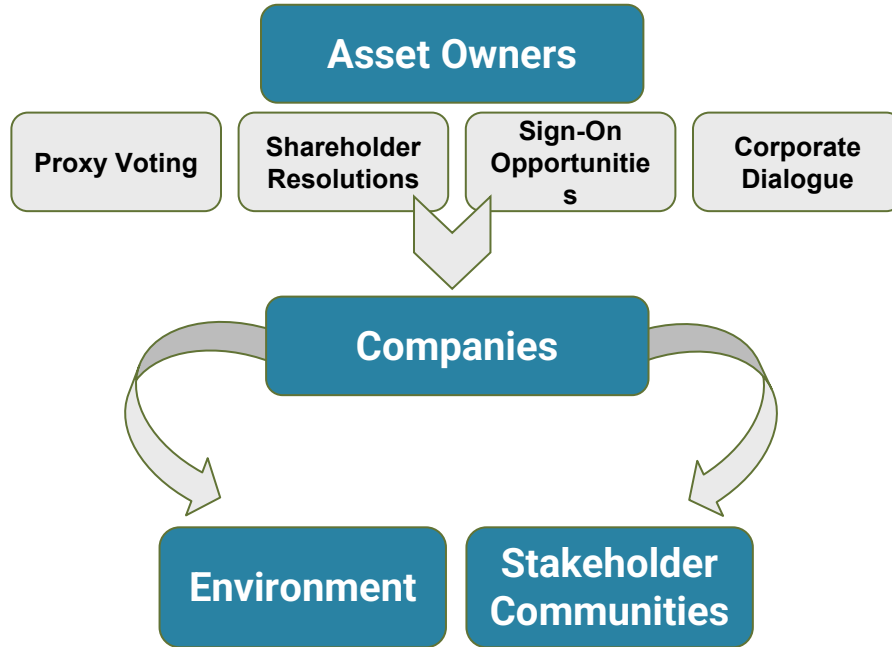 Asset Owners
Proxy Voting
Shareholder
Resolutions
Sign-On
Opportunitie
s
Corporate
Dialogue
Companies
Environment
Stakeholder
Communities